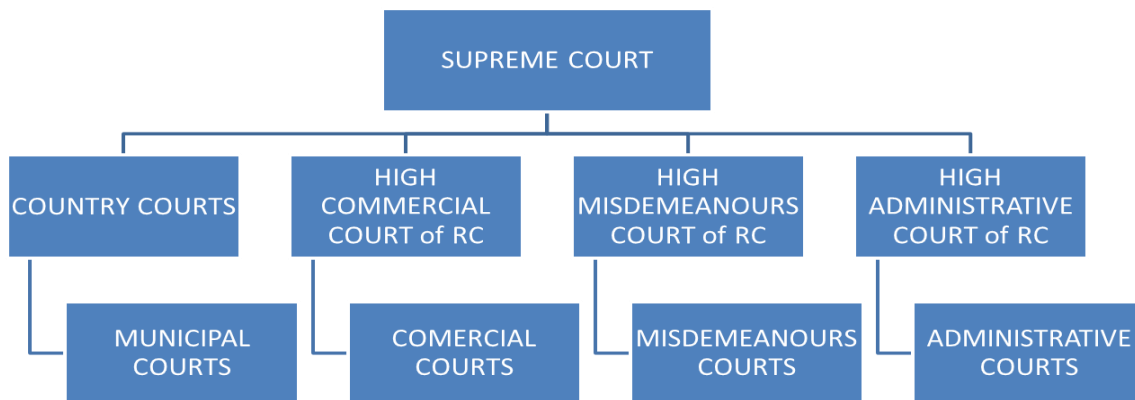 SUPREME COURT
COUNTRY COURTS
HIGH
COMMERCIAL
COURT of RC
HIGH
MISDEMEANOURS
COURT of RC
HIGH
ADMINISTRATIVE
COURT of RC
MUNICIPAL
COURTS
COMERCIAL
COURTS
MISDEMEANOURS
COURTS
ADMINISTRATIVE
COURTS